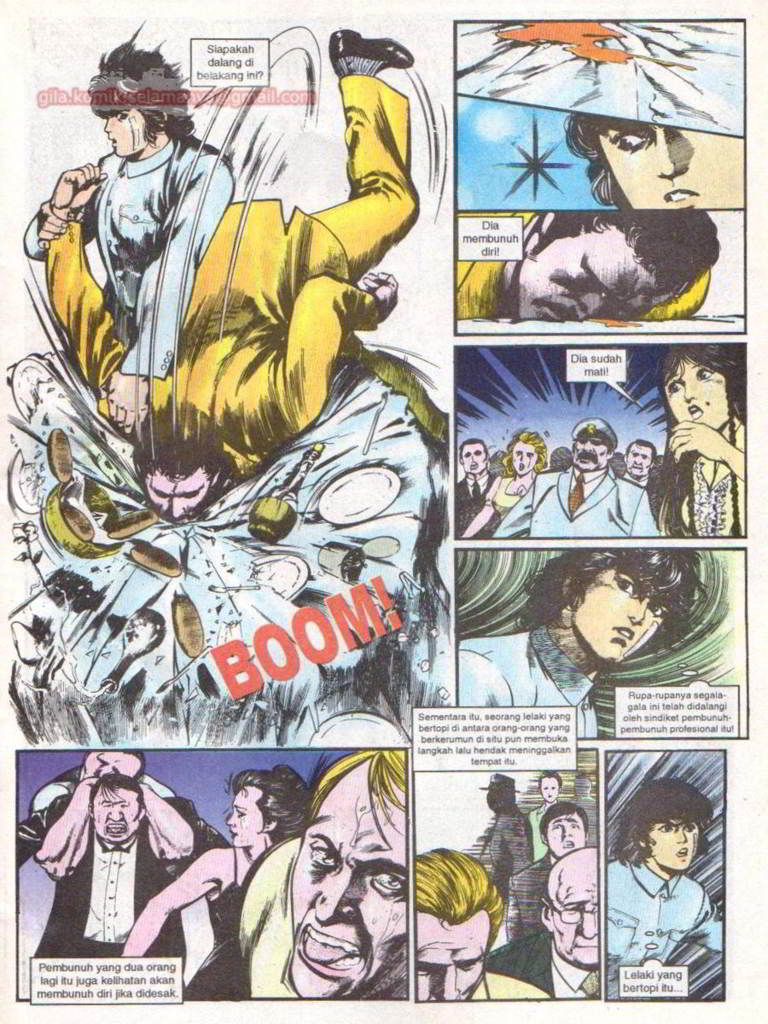 Siapakah
dalang di
belakang ini?
gila.komik.selamanya@gmail.com
BOOM!
Dia
membunuh
diri!
Dia sudah
mati!
Rupa-rupanya segala-
gala ini telah didalangi
oleh sindiket pembunuh-
pembunuh profesional itu!
Pembunuh yang dua orang
lagi itu juga kelihatan akan
membunuh diri jika didesak.
Sementara itu, seorang lelaki yang
bertopi di antara orang-orang yang
berkerumun di situ pun membuka
langkah lalu hendak meninggalkan
tempat itu.
Lelaki yang
bertopi itu...